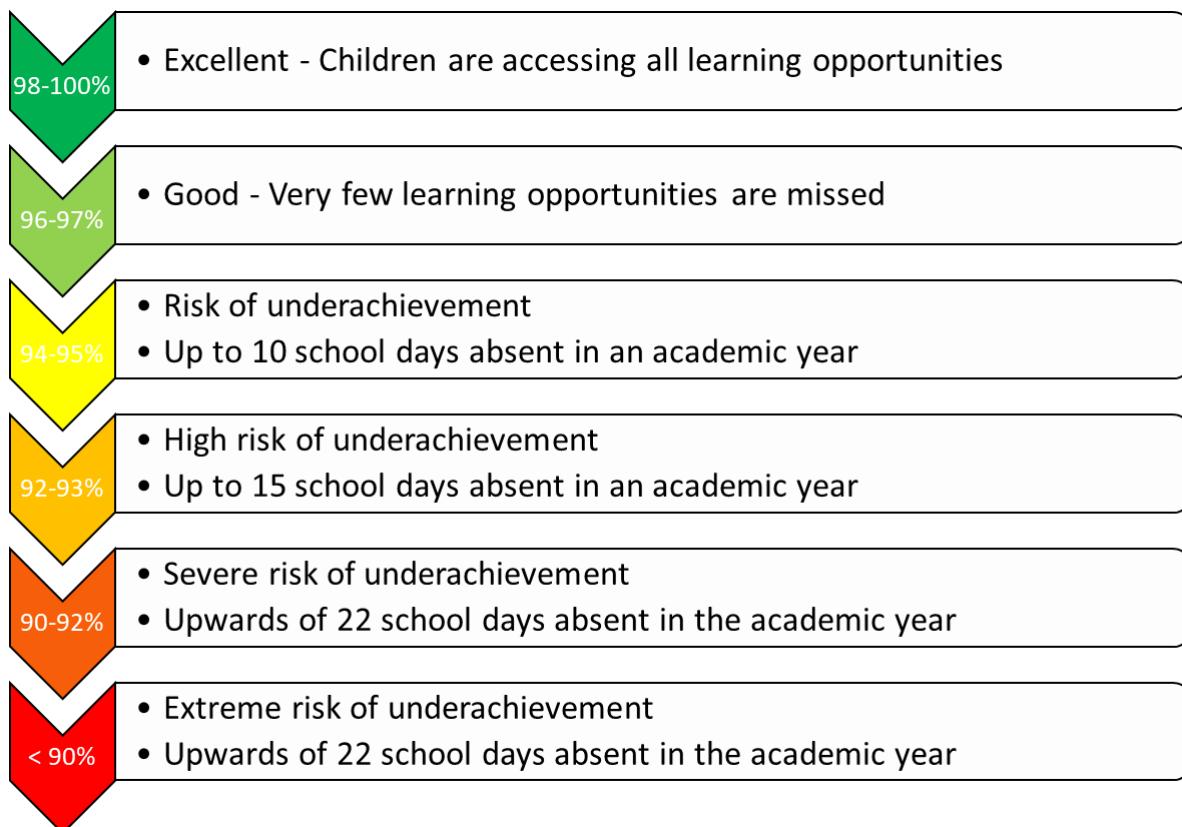 98-100%
• Excellent - Children are accessing all learning opportunities
96-97%
• Good - Very few learning opportunities are missed
94-95%
• Risk of underachievement
• Up to 10 school days absent in an academic year
92-93%
• High risk of underachievement
• Up to 15 school days absent in an academic year
90-92%
• Severe risk of underachievement
• Upwards of 22 school days absent in the academic year
< 90%
• Extreme risk of underachievement
• Upwards of 22 school days absent in the academic year